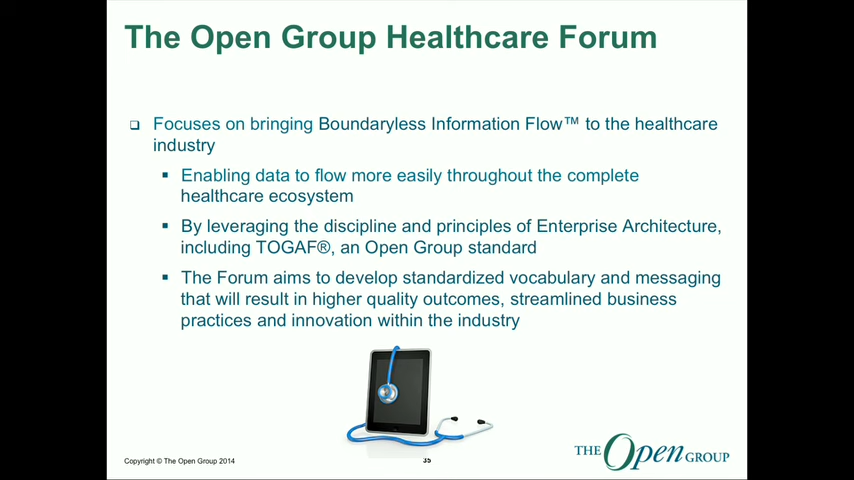 The Open Group Healthcare Forum
❑ Focuses on bringing Boundaryless Information Flow™ to the healthcare
industry
▪ Enabling data to flow more easily throughout the complete
healthcare ecosystem
▪ By leveraging the discipline and principles of Enterprise Architecture,
including TOGAF®, an Open Group standard
▪ The Forum aims to develop standardized vocabulary and messaging
that will result in higher quality outcomes, streamlined business
practices and innovation within the industry
Copyright © The Open Group 2014
35
THE Open GROUP